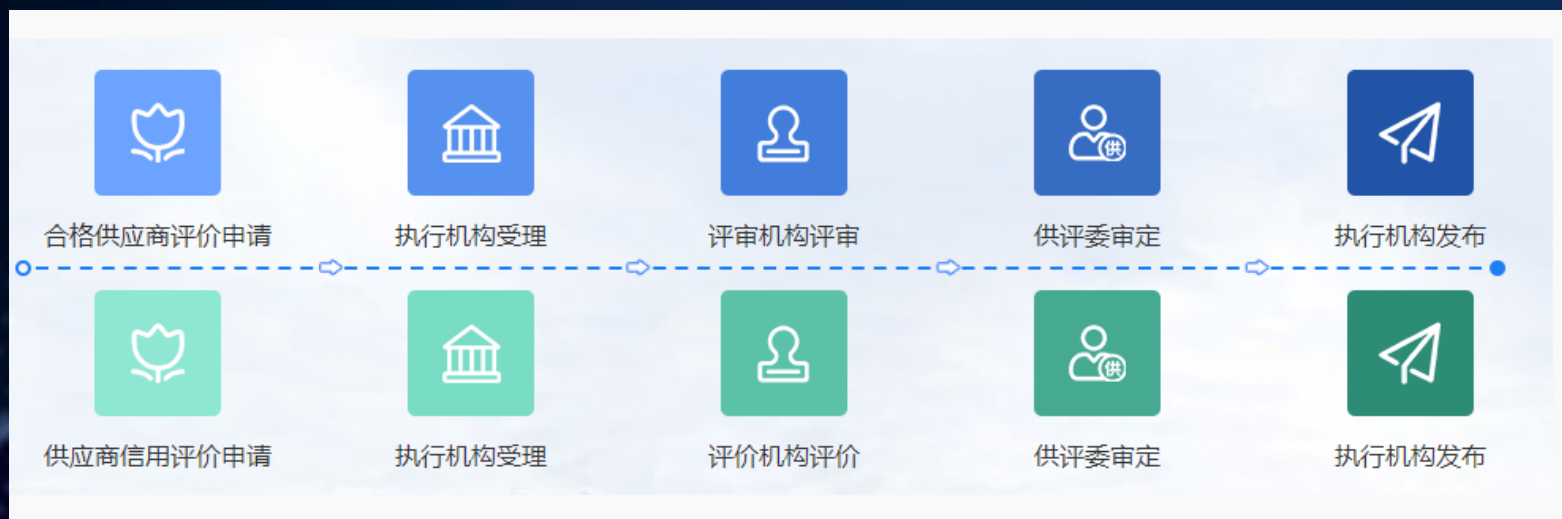 供
合格供应商评价申请 执行机构受理 评审机构评审 供评委审定 执行机构发布
供
供应商信用评价申请 执行机构受理 评价机构评价 供评委审定 执行机构发布